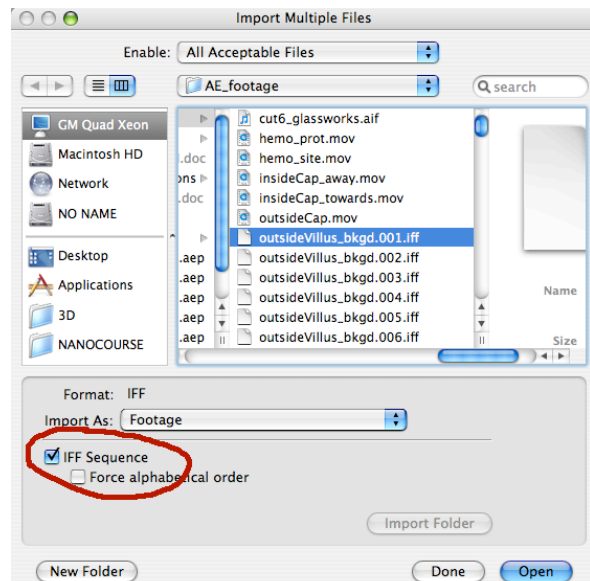 Import Multiple Files
Enable: All Acceptable Files
AE_footage
search
GM Quad Xeon
Macintosh HD
Network
NO NAME
Desktop
Applications
3D
NANOCOURSE
.doc
ons
.doc
.aep
.aep
.aep
.aep
cut6_glassworks.aif
hemo_prot.mov
hemo_site.mov
insideCap_away.mov
insideCap_towards.mov
outsideCap.mov
outsideVillus_bkgd.001.iff
outsideVillus_bkgd.002.iff
outsideVillus_bkgd.003.iff
outsideVillus_bkgd.004.iff
outsideVillus_bkgd.005.iff
outsideVillus_bkgd.006.iff
Name
Size
Format: IFF
Import As: Footage
IFF Sequence
Force alphabetical order
Import Folder
New Folder
Done
Open